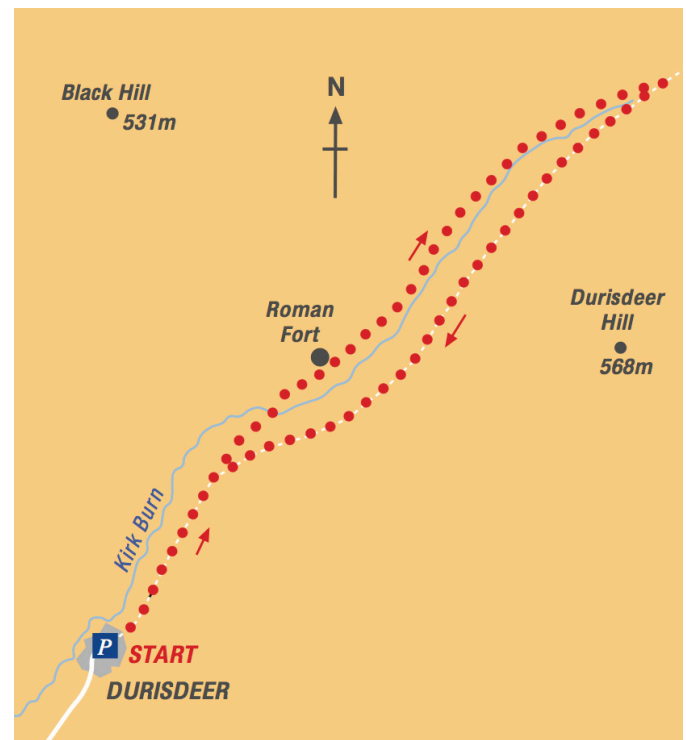 N
Black Hill
531m
Roman
Fort
Durisdeer
Hill
568m
Kirk Burn
P
START
DURISDEER